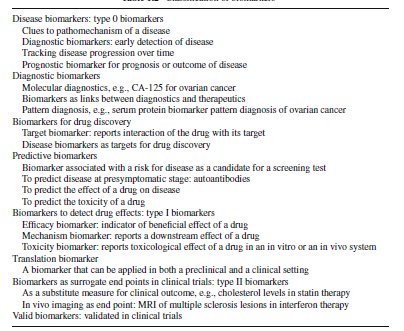 Classification of biomarkers
Disease biomarkers: type 0 biomarkers
Clues to pathomechanism of a disease
Diagnostic biomarkers: early detection of disease
Tracking disease progression over time
Prognostic biomarker for prognosis or outcome of disease
Diagnostic biomarkers
Molecular diagnostics, e.g., CA-125 for ovarian cancer
Biomarkers as links between diagnostics and therapeutics
Pattern diagnosis, e.g., serum protein biomarker pattern diagnosis of ovarian cancer
Biomarkers for drug discovery
Target biomarker: reports interaction of the drug with its target
Disease biomarkers as targets for drug discovery
Predictive biomarkers
Biomarker associated with a risk for disease as a candidate for a screening test
To predict disease at presymptomatic stage: autoantibodies
To predict the effect of a drug on disease
To predict the toxicity of a drug
Biomarkers to detect drug effects: type I biomarkers
Efficacy biomarker: indicator of beneficial effect of a drug
Mechanism biomarker: reports a downstream effect of a drug
Toxicity biomarker: reports toxicological effect of a drug in an in vitro or an in vivo system
Translation biomarker
A biomarker that can be applied in both a preclinical and a clinical setting
Biomarkers as surrogate end points in clinical trials: type II biomarkers
As a substitute measure for clinical outcome, e.g., cholesterol levels in statin therapy
In vivo imaging as end point: MRI of multiple sclerosis lesions in interferon therapy
Valid biomarkers: validated in clinical trials